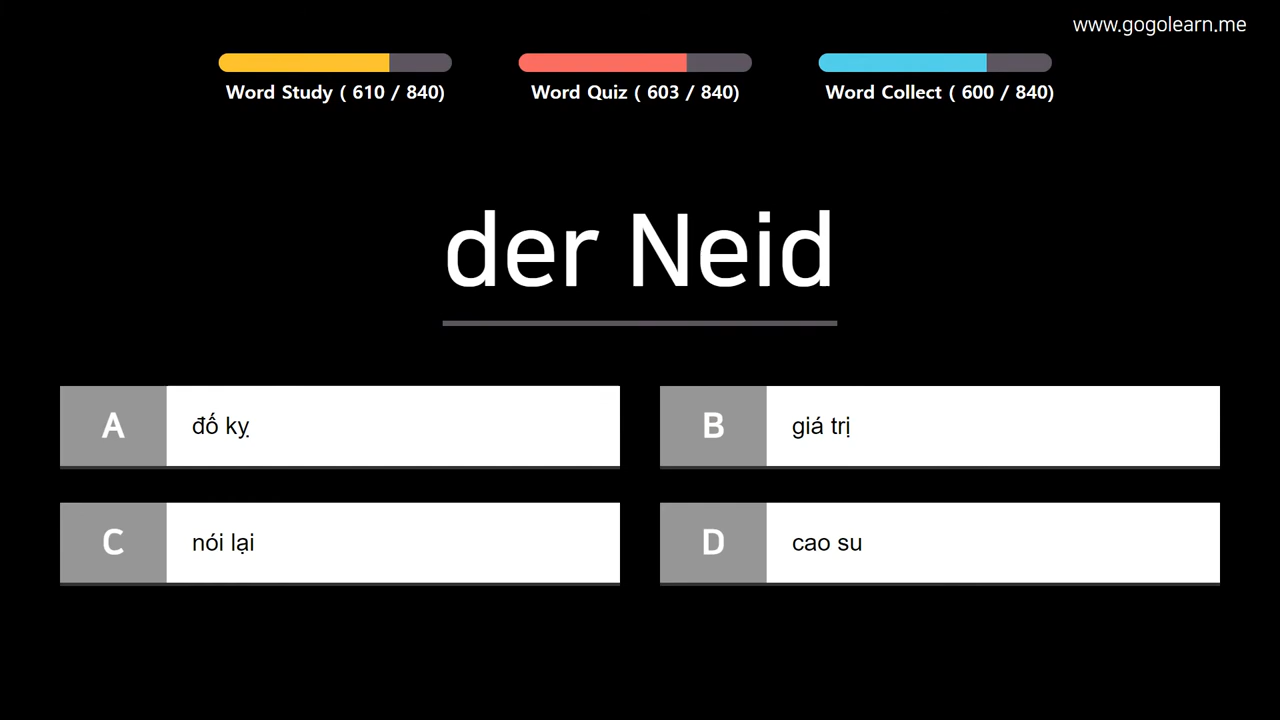 www.gogolearn.me
Word Study ( 610 / 840)
Word Quiz ( 603 / 840)
Word Collect ( 600 / 840)
der Neid
A đố kỵ
B giá trị
C nói lại
D cao su